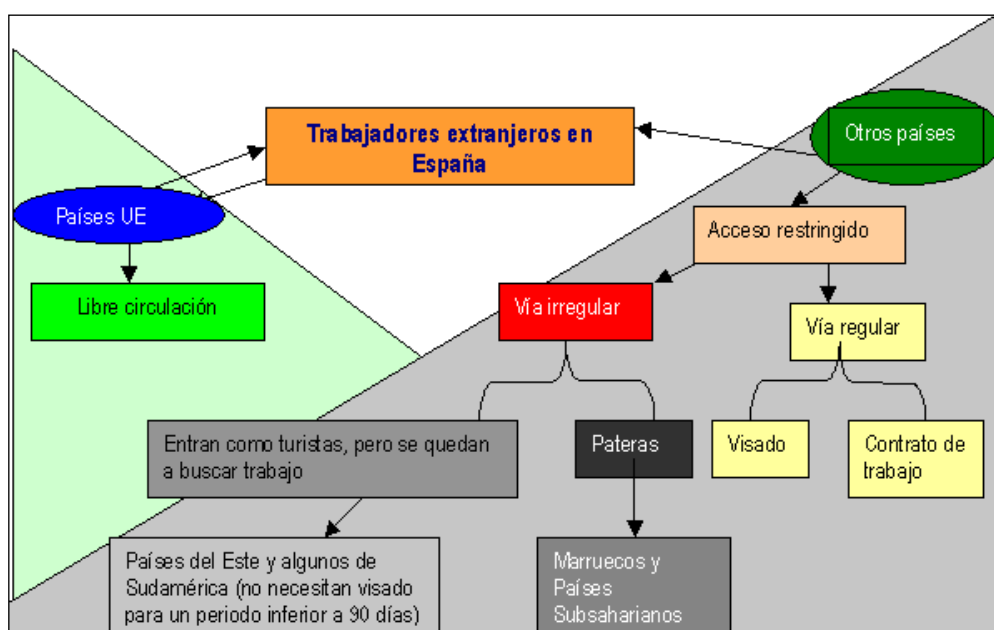 Trabajadores extranjeros en
España
Otros países
Países UE
Acceso restringido
Libre circulación
Vía irregular
Vía regular
Entran como turistas, pero se quedan
a buscar trabajo
Pateras
Visado
Contrato de
trabajo
Países del Este y algunos de
Sudamérica (no necesitan visado
para un periodo inferior a 90 días)
Marruecos y
Países
Subsaharianos